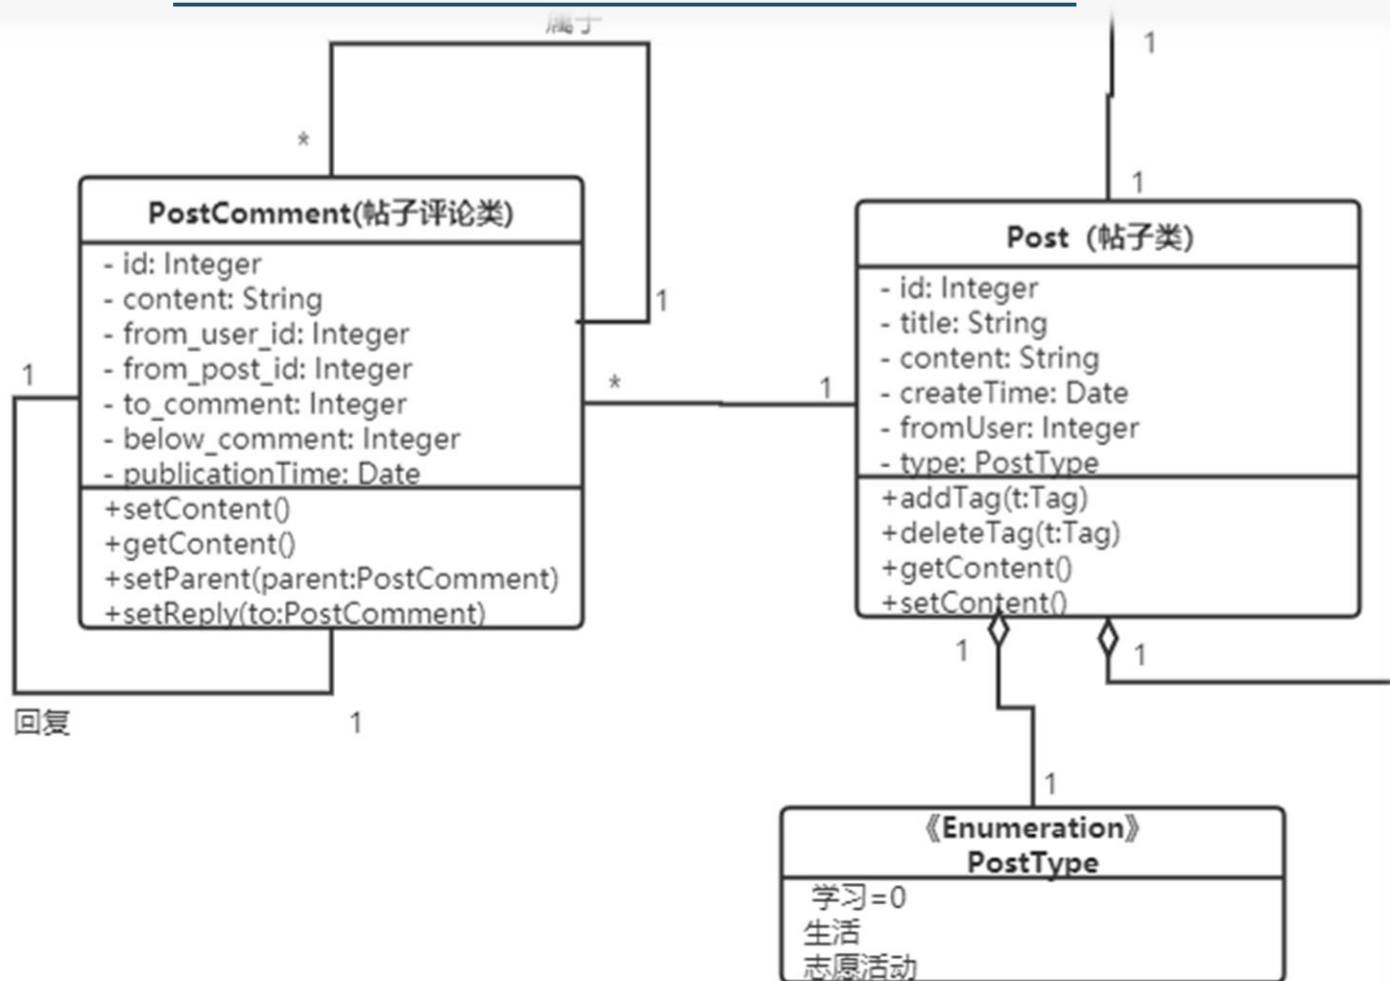 属于
*
PostComment(帖子评论类)
- id: Integer
- content: String
- from_user_id: Integer
- from_post_id: Integer
- to_comment: Integer
- below_comment: Integer
- publicationTime: Date
+setContent()
+getContent()
+setParent(parent:PostComment)
+setReply(to:PostComment)
1
1
回复
1
*
1
1
1
Post (帖子类)
- id: Integer
- title: String
- content: String
- createTime: Date
- fromUser: Integer
- type: PostType
+addTag(t:Tag)
+deleteTag(t:Tag)
+getContent()
+setContent()
1
1
1
《Enumeration》
PostType
学习=0
生活
志愿活动